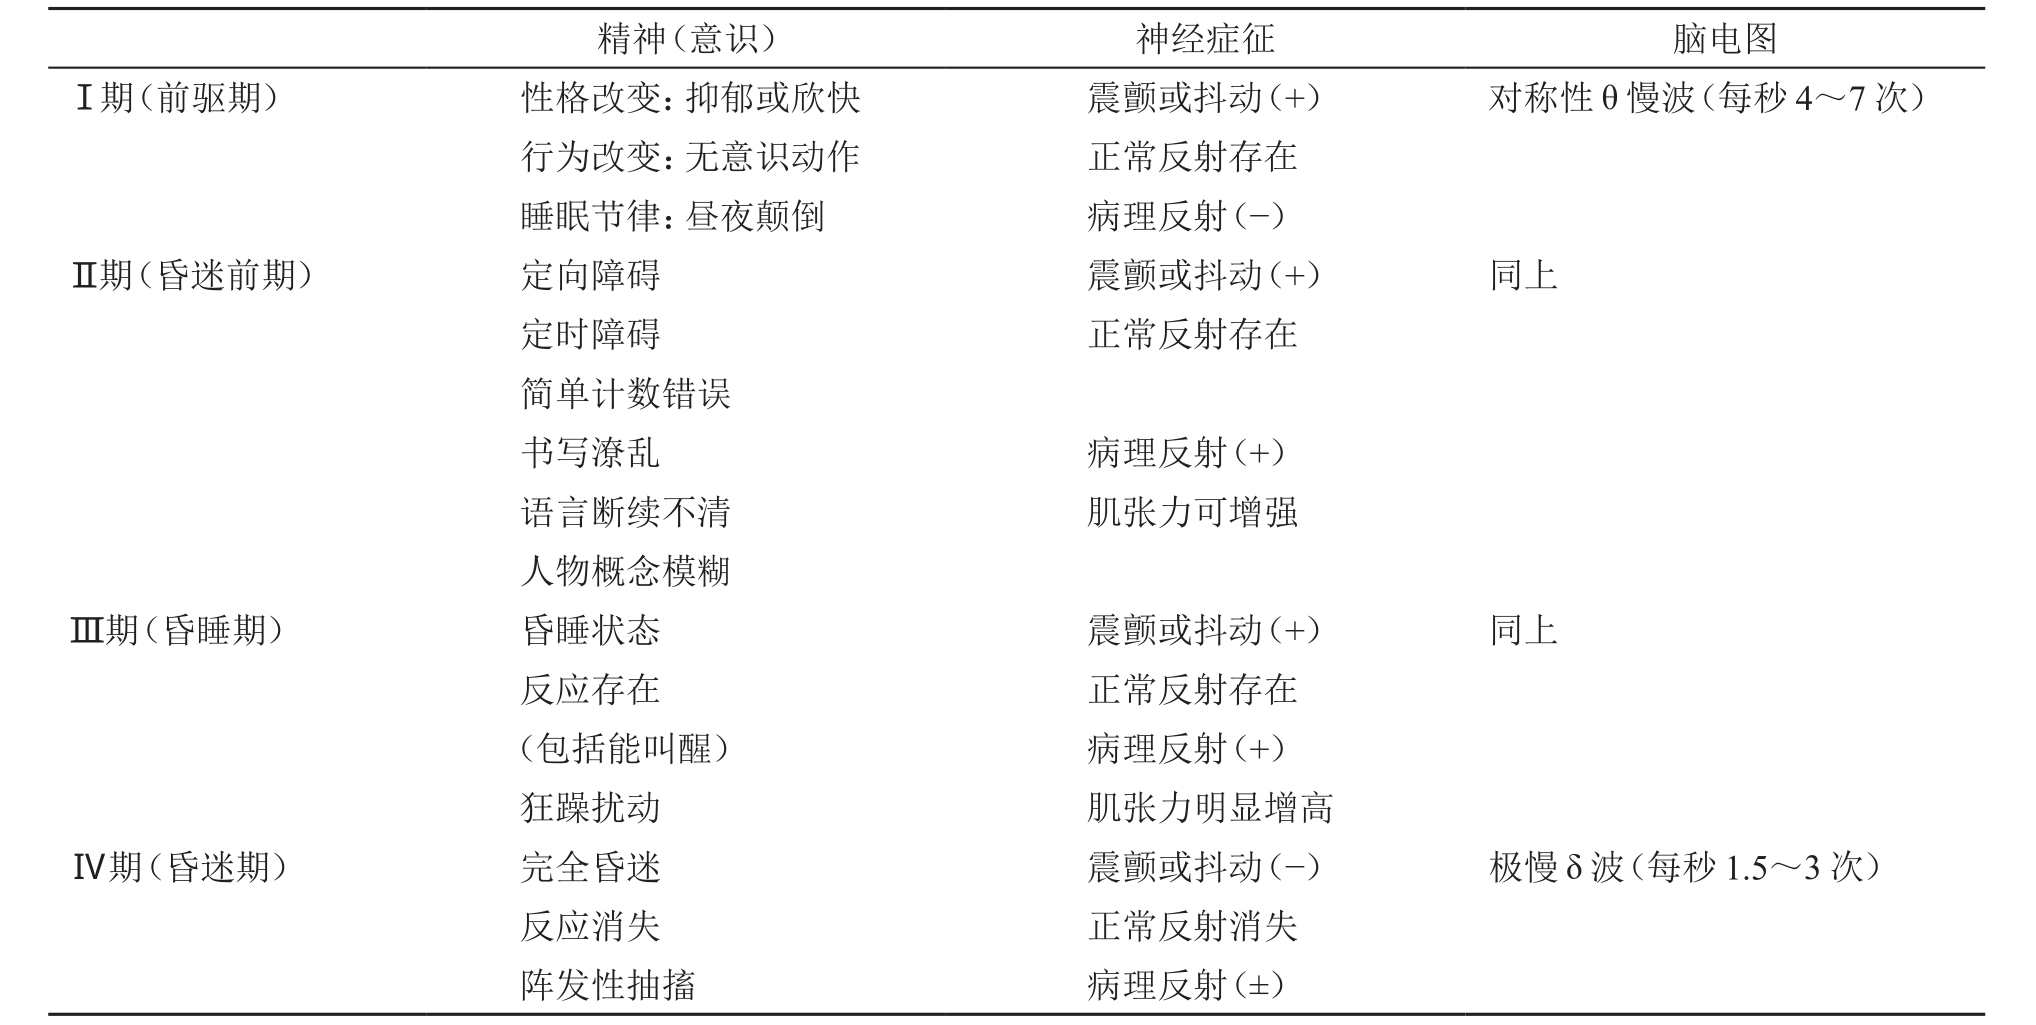 精神（意识） 神经症征 脑电图
Ⅰ期（前驱期） 性格改变：抑郁或欣快 震颤或抖动（+） 对称性θ慢波（每秒4～7次）
行为改变：无意识动作 正常反射存在
睡眠节律：昼夜颠倒 病理反射（−）
Ⅱ期（昏迷前期） 定向障碍 震颤或抖动（+） 同上
定时障碍 正常反射存在
简单计数错误
书写潦乱 病理反射（+）
语言断续不清 肌张力可增强
人物概念模糊
Ⅲ期（昏睡期） 昏睡状态 震颤或抖动（+） 同上
反应存在 正常反射存在
（包括能叫醒） 病理反射（+）
狂躁扰动 肌张力明显增高
Ⅳ期（昏迷期） 完全昏迷 震颤或抖动（−） 极慢δ波（每秒1.5～3次）
反应消失 正常反射消失
阵发性抽搐 病理反射（±）